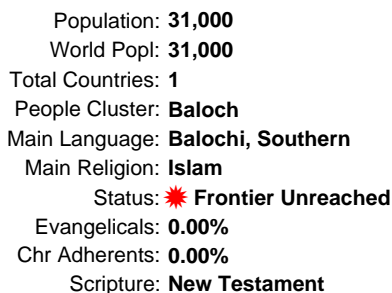 Population: 31,000
World Popl: 31,000
Total Countries: 1
People Cluster: Baloch
Main Language: Balochi, Southern
Main Religion: Islam
Status: Frontier Unreached
Evangelicals: 0.00%
Chr Adherents: 0.00%
Scripture: New Testament